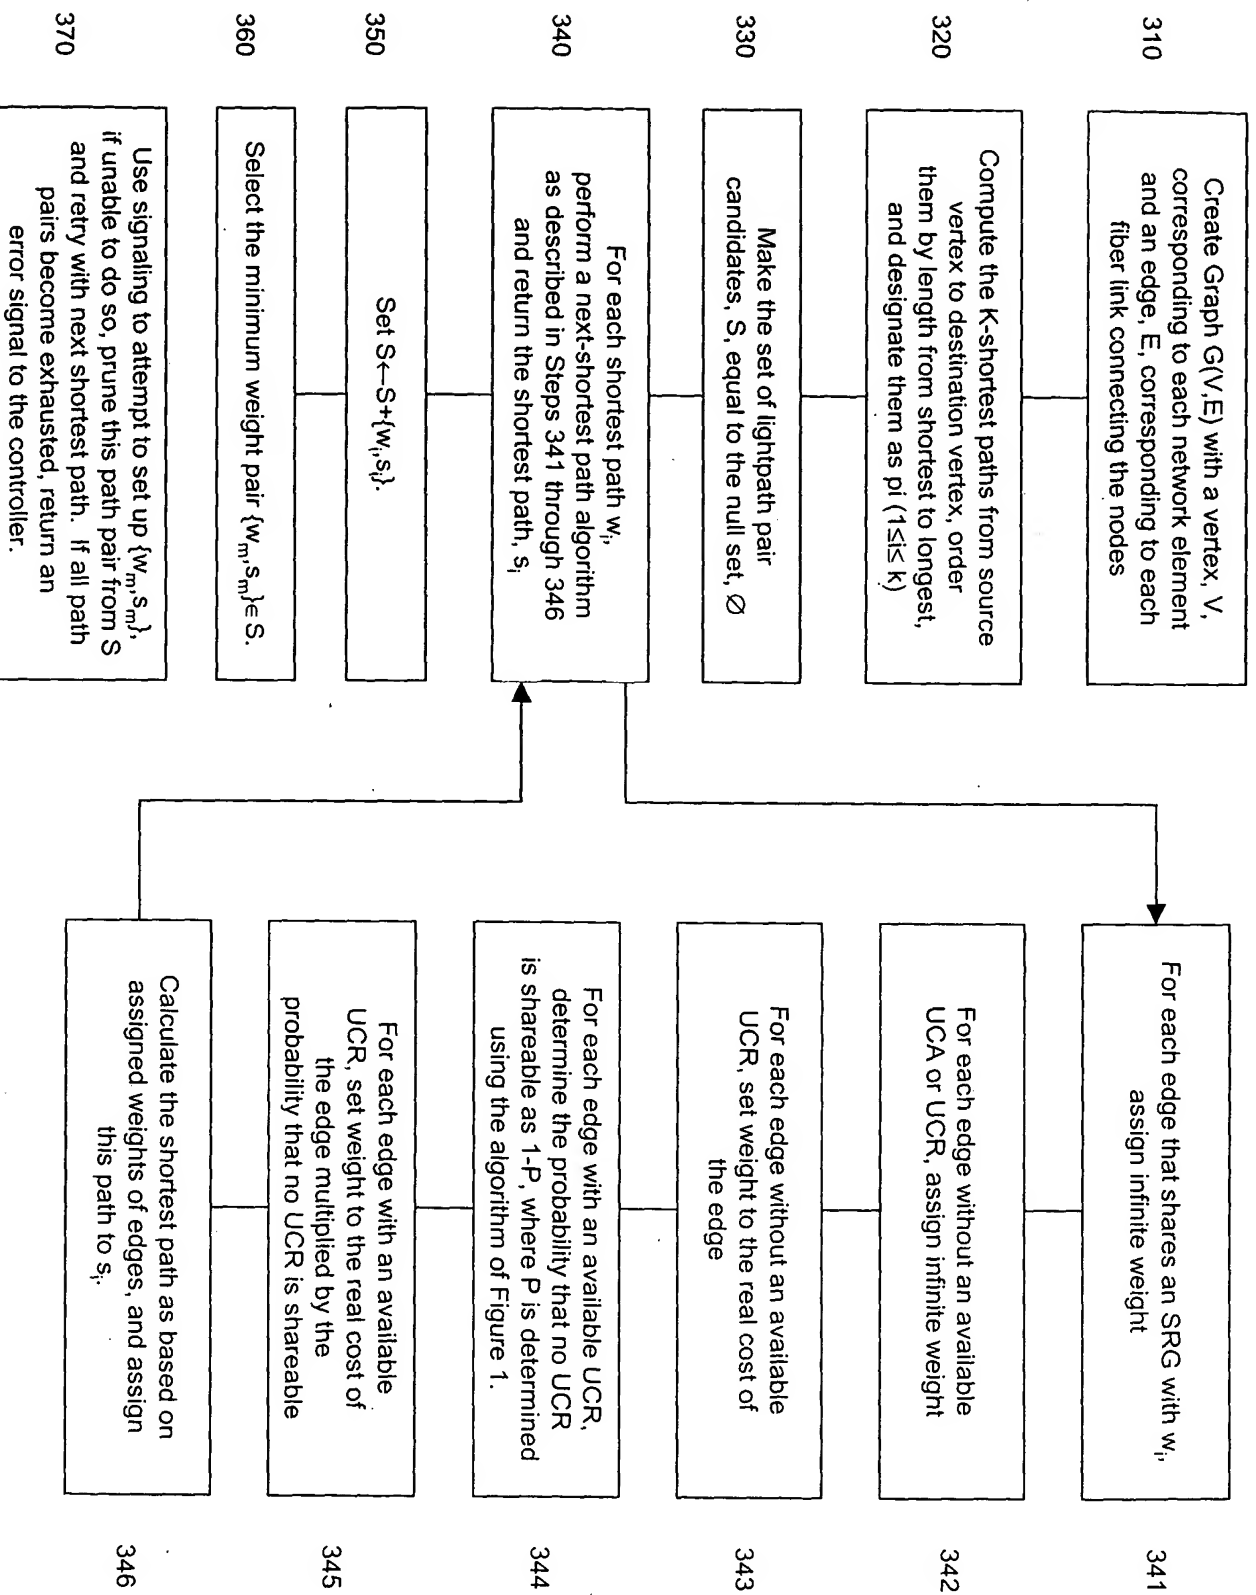 310
Create Graph G(V,E) with a vertex, V,
corresponding to each network element
and an edge, E, corresponding to each
fiber link connecting the nodes
320
Compute the K-shortest paths from source
vertex to destination vertex, order
them by length from shortest to longest,
and designate them as pi (1≤i≤ k)
330
Make the set of lightpath pair
candidates, S, equal to the null set, ∅
340
For each shortest path wᵢ,
perform a next-shortest path algorithm
as described in Steps 341 through 346
and return the shortest path, sᵢ
350
Set S←S+{wᵢ,sᵢ}.
360
Select the minimum weight pair {wₘ,sₘ}∈S.
370
Use signaling to attempt to set up {wₘ,sₘ},
if unable to do so, prune this path pair from S
and retry with next shortest path. If all path
pairs become exhausted, return an
error signal to the controller.
For each edge that shares an SRG with wᵢ,
assign infinite weight
341
For each edge without an available
UCA or UCR, assign infinite weight
342
For each edge without an available
UCR, set weight to the real cost of
the edge
343
For each edge with an available UCR,
determine the probability that no UCR
is shareable as 1-P, where P is determined
using the algorithm of Figure 1.
344
For each edge with an available
UCR, set weight to the real cost of
the edge multiplied by the
probability that no UCR is shareable
345
Calculate the shortest path as based on
assigned weights of edges, and assign
this path to sᵢ.
346